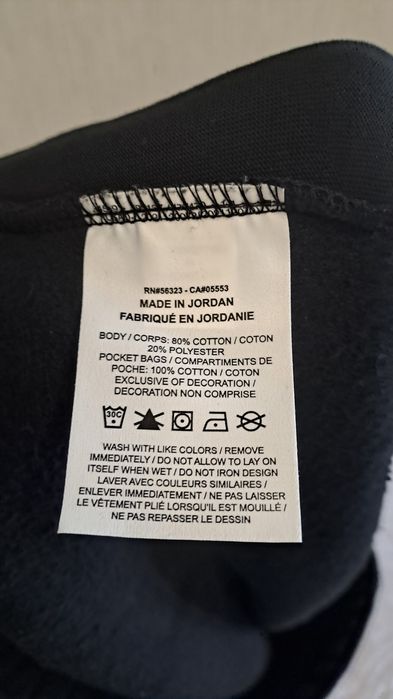 RN#56323 - CA#05553
MADE IN JORDAN
FABRIQUÉ EN JORDANIE
BODY / CORPS: 80% COTTON / COTON
20% POLYESTER
POCKET BAGS / COMPARTIMENTS DE
POCHE: 100% COTTON / COTON
EXCLUSIVE OF DECORATION /
DECORATION NON COMPRISE
30C
WASH WITH LIKE COLORS / REMOVE
IMMEDIATELY / DO NOT ALLOW TO LAY ON
ITSELF WHEN WET / DO NOT IRON DESIGN
LAVER AVEC COULEURS SIMILAIRES /
ENLEVER IMMEDIATEMENT / NE PAS LAISSER
LE VÊTEMENT PLIÉ LORSQU'IL EST MOUILLÉ /
NE PAS REPASSER LE DESSIN